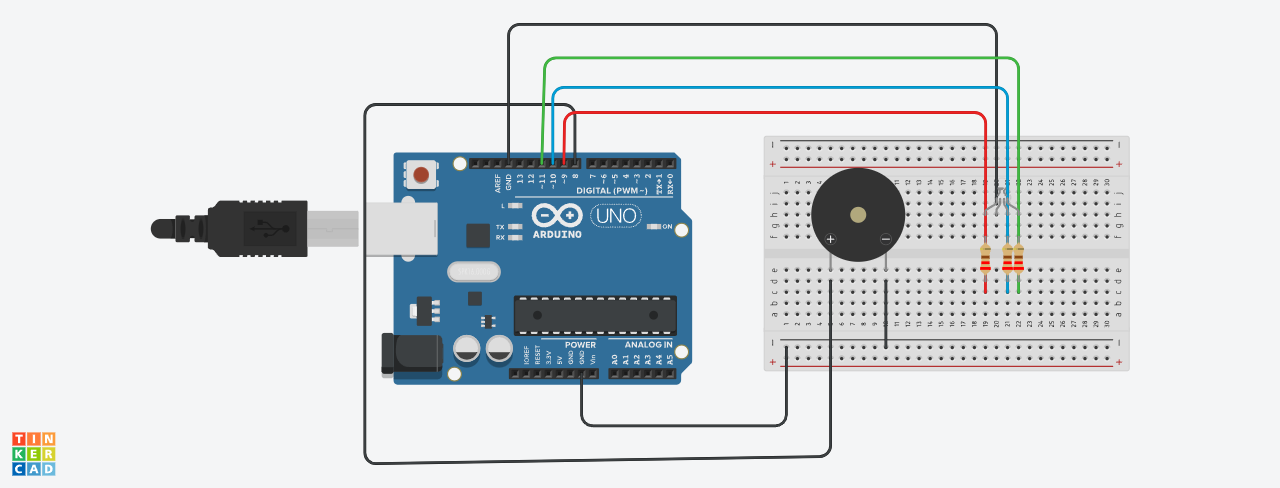 AREF
GND
13
12
~11
~10
~9
8
7
~6
~5
4
~3
2
TX→1
RX←0
DIGITAL (PWM~)
L
TX
RX
ARDUINO
UNO
ON
IOREF
RESET
3.3V
5V
GND
GND
Vin
POWER
ANALOG IN
A0
A1
A2
A3
A4
A5
+
−
j
i
h
g
f
e
d
c
b
a
TIN
KER
CAD